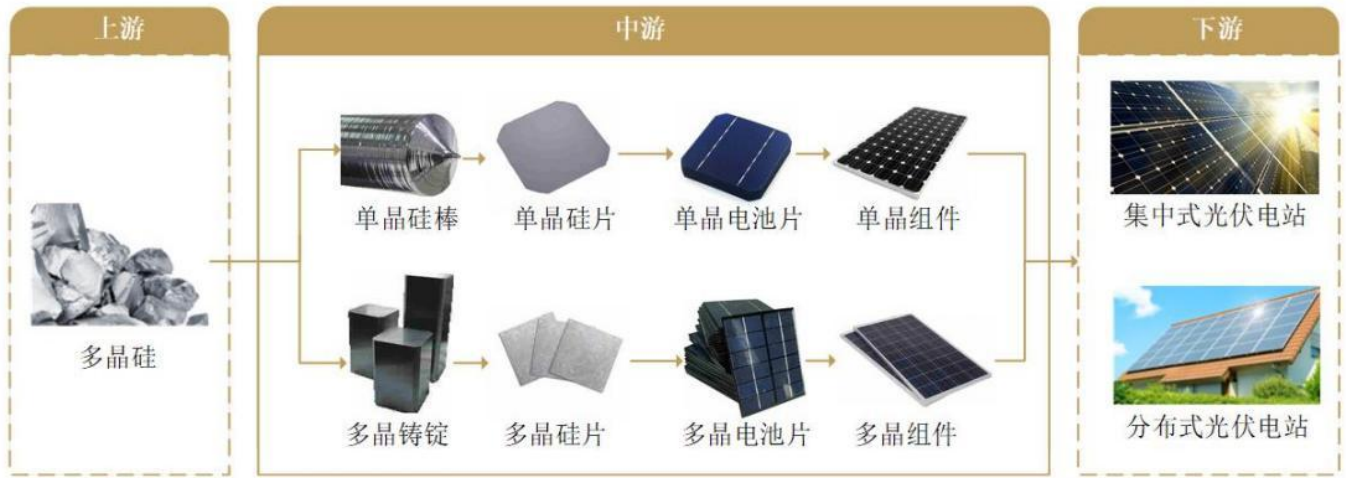 上游
中游
下游
单晶硅棒
单晶硅片
单晶电池片
单晶组件
集中式光伏电站
多晶硅
多晶铸锭
多晶硅片
多晶电池片
多晶组件
分布式光伏电站